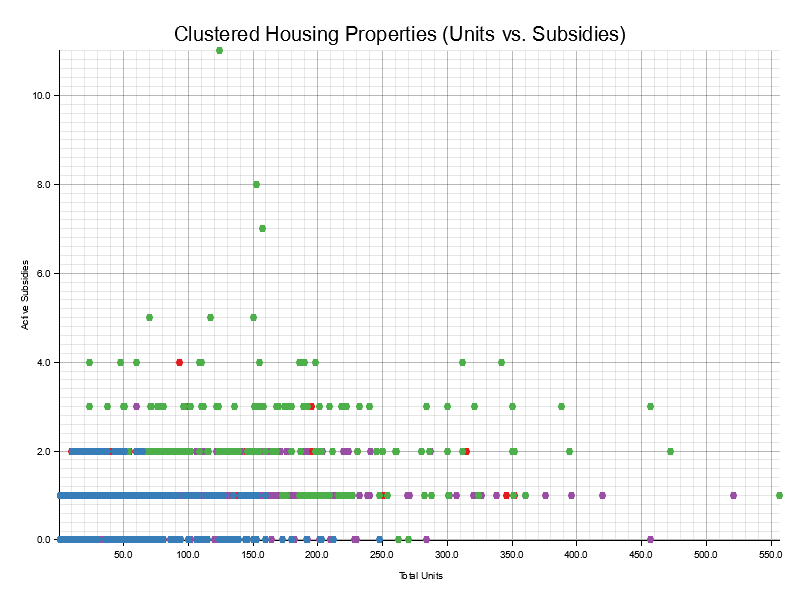 Clustered Housing Properties (Units vs. Subsidies)
10.0
8.0
6.0
4.0
2.0
0.0
Active Subsidies
50.0 100.0 150.0 200.0 250.0 300.0 350.0 400.0 450.0 500.0 550.0
Total Units